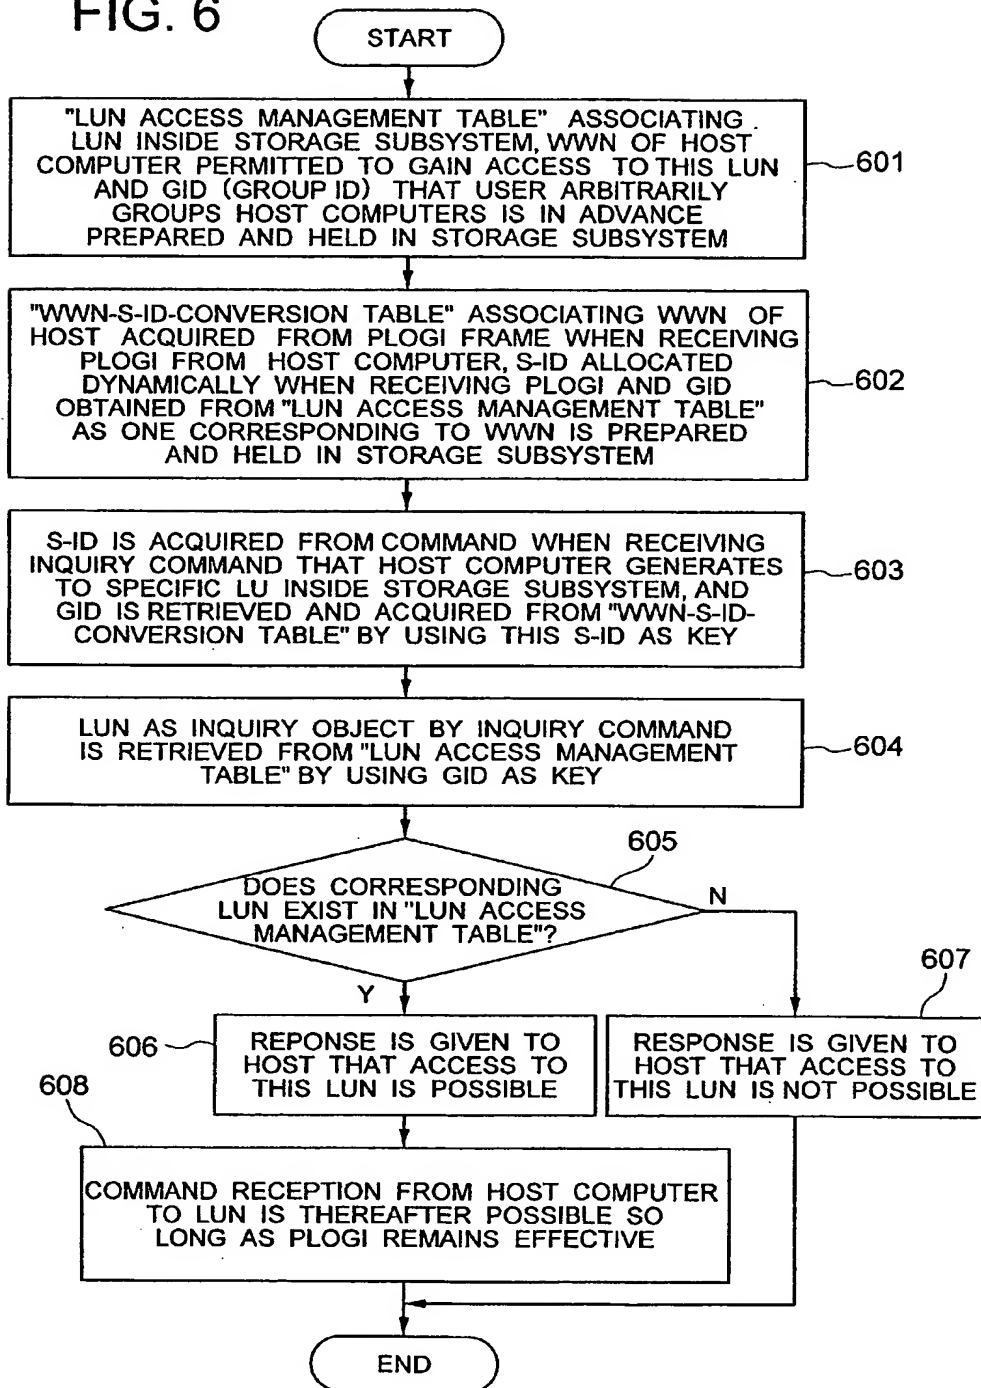 FIG. 6
START
"LUN ACCESS MANAGEMENT TABLE" ASSOCIATING
LUN INSIDE STORAGE SUBSYSTEM, WWN OF HOST
COMPUTER PERMITTED TO GAIN ACCESS TO THIS LUN
AND GID (GROUP ID) THAT USER ARBITRARILY
GROUPS HOST COMPUTERS IS IN ADVANCE
PREPARED AND HELD IN STORAGE SUBSYSTEM
601
"WWN-S-ID-CONVERSION TABLE" ASSOCIATING WWN OF
HOST ACQUIRED FROM PLOGI FRAME WHEN RECEIVING
PLOGI FROM HOST COMPUTER, S-ID ALLOCATED
DYNAMICALLY WHEN RECEIVING PLOGI AND GID
OBTAINED FROM "LUN ACCESS MANAGEMENT TABLE"
AS ONE CORRESPONDING TO WWN IS PREPARED
AND HELD IN STORAGE SUBSYSTEM
602
S-ID IS ACQUIRED FROM COMMAND WHEN RECEIVING
INQUIRY COMMAND THAT HOST COMPUTER GENERATES
TO SPECIFIC LU INSIDE STORAGE SUBSYSTEM, AND
GID IS RETRIEVED AND ACQUIRED FROM "WWN-S-ID-
CONVERSION TABLE" BY USING THIS S-ID AS KEY
603
LUN AS INQUIRY OBJECT BY INQUIRY COMMAND
IS RETRIEVED FROM "LUN ACCESS MANAGEMENT
TABLE" BY USING GID AS KEY
604
605
DOES CORRESPONDING
LUN EXIST IN "LUN ACCESS
MANAGEMENT TABLE"?
N
Y
607
606
REPONSE IS GIVEN TO
HOST THAT ACCESS TO
THIS LUN IS POSSIBLE
RESPONSE IS GIVEN TO
HOST THAT ACCESS TO
THIS LUN IS NOT POSSIBLE
608
COMMAND RECEPTION FROM HOST COMPUTER
TO LUN IS THEREAFTER POSSIBLE SO
LONG AS PLOGI REMAINS EFFECTIVE
END